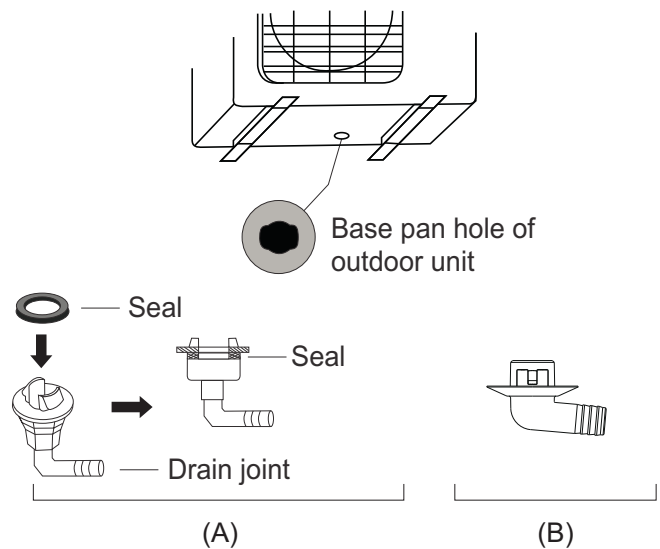 Base pan hole of
outdoor unit
Seal
Seal
Drain joint
(A)
(B)